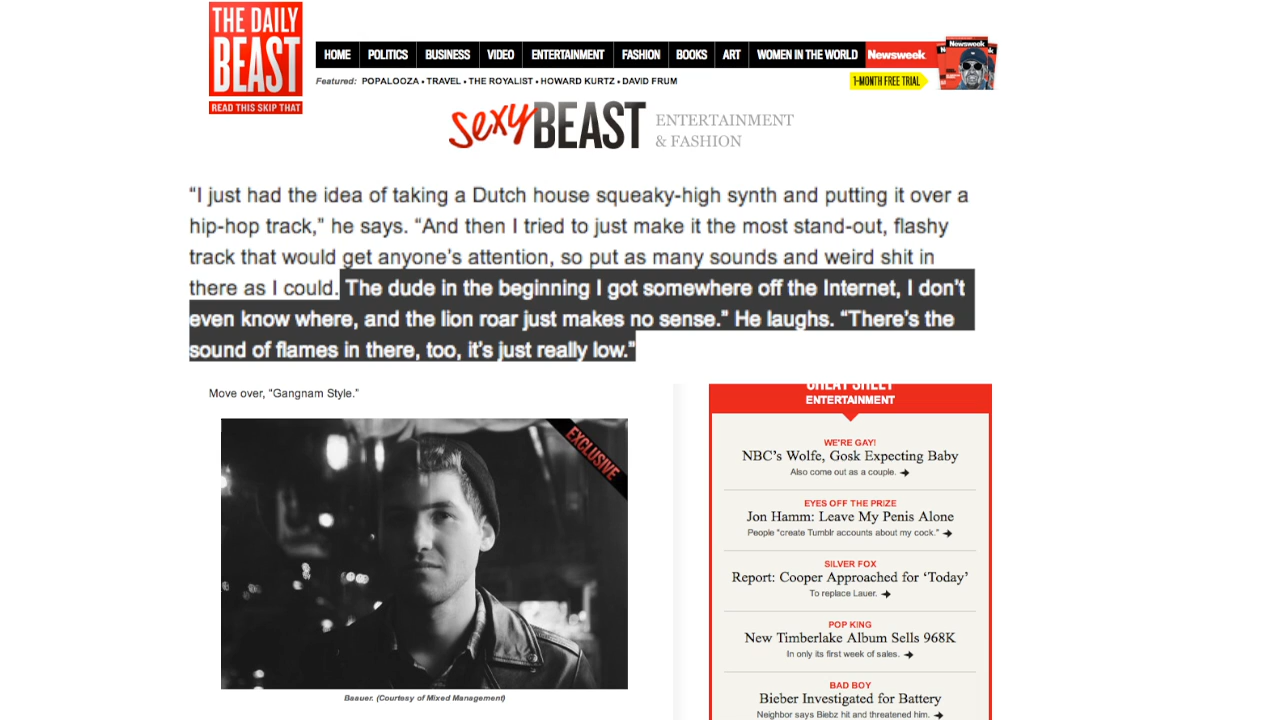 THE DAILY
BEAST
READ THIS SKIP THAT
HOME POLITICS BUSINESS VIDEO ENTERTAINMENT FASHION BOOKS ART WOMEN IN THE WORLD Newsweek
Newsweek
Featured: POPALOOZA • TRAVEL • THE ROYALIST • HOWARD KURTZ • DAVID FRUM
1-MONTH FREE TRIAL
sexyBEAST ENTERTAINMENT
& FASHION
“I just had the idea of taking a Dutch house squeaky-high synth and putting it over a
hip-hop track,” he says. “And then I tried to just make it the most stand-out, flashy
track that would get anyone’s attention, so put as many sounds and weird shit in
there as I could. The dude in the beginning I got somewhere off the Internet, I don’t
even know where, and the lion roar just makes no sense.” He laughs. “There’s the
sound of flames in there, too, it’s just really low.”
Move over, “Gangnam Style.”
EXCLUSIVE
Baauer. (Courtesy of Mixed Management)
CHEAT SHEET
ENTERTAINMENT
WE'RE GAY!
NBC’s Wolfe, Gosk Expecting Baby
Also come out as a couple.
EYES OFF THE PRIZE
Jon Hamm: Leave My Penis Alone
People “create Tumblr accounts about my cock.”
SILVER FOX
Report: Cooper Approached for ‘Today’
To replace Lauer.
POP KING
New Timberlake Album Sells 968K
In only its first week of sales.
BAD BOY
Bieber Investigated for Battery
Neighbor says Biebz hit and threatened him.